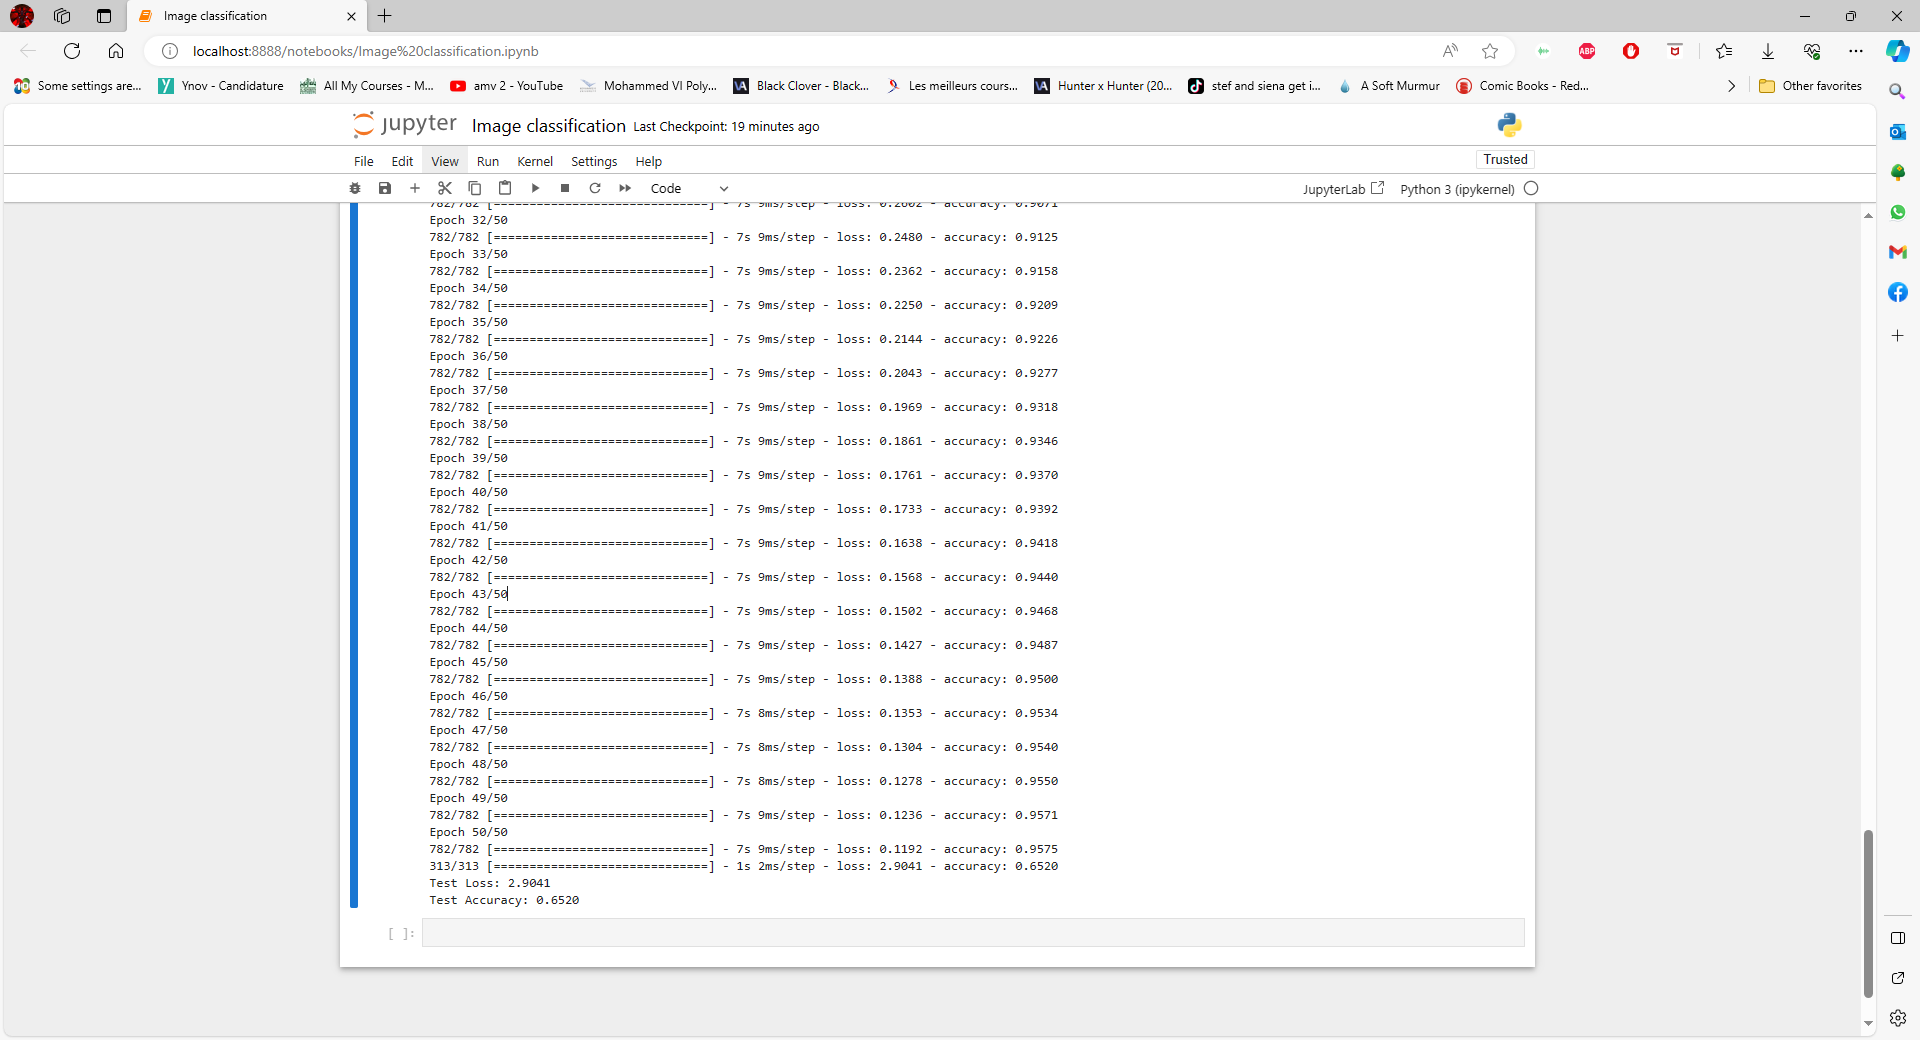 Image classification
localhost:8888/notebooks/Image%20classification.ipynb
Some settings are...
Ynov - Candidature
All My Courses - M...
amv 2 - YouTube
Mohammed VI Poly...
Black Clover - Black...
Les meilleurs cours...
Hunter x Hunter (20...
stef and siena get i...
A Soft Murmur
Comic Books - Red...
Other favorites
jupyter Image classification Last Checkpoint: 19 minutes ago
File Edit View Run Kernel Settings Help
Trusted
Code
JupyterLab Python 3 (ipykernel)
782/782 [==============================] - 7s 9ms/step - loss: 0.2602 - accuracy: 0.9071
Epoch 32/50
782/782 [==============================] - 7s 9ms/step - loss: 0.2480 - accuracy: 0.9125
Epoch 33/50
782/782 [==============================] - 7s 9ms/step - loss: 0.2362 - accuracy: 0.9158
Epoch 34/50
782/782 [==============================] - 7s 9ms/step - loss: 0.2250 - accuracy: 0.9209
Epoch 35/50
782/782 [==============================] - 7s 9ms/step - loss: 0.2144 - accuracy: 0.9226
Epoch 36/50
782/782 [==============================] - 7s 9ms/step - loss: 0.2043 - accuracy: 0.9277
Epoch 37/50
782/782 [==============================] - 7s 9ms/step - loss: 0.1969 - accuracy: 0.9318
Epoch 38/50
782/782 [==============================] - 7s 9ms/step - loss: 0.1861 - accuracy: 0.9346
Epoch 39/50
782/782 [==============================] - 7s 9ms/step - loss: 0.1761 - accuracy: 0.9370
Epoch 40/50
782/782 [==============================] - 7s 9ms/step - loss: 0.1733 - accuracy: 0.9392
Epoch 41/50
782/782 [==============================] - 7s 9ms/step - loss: 0.1638 - accuracy: 0.9418
Epoch 42/50
782/782 [==============================] - 7s 9ms/step - loss: 0.1568 - accuracy: 0.9440
Epoch 43/50
782/782 [==============================] - 7s 9ms/step - loss: 0.1502 - accuracy: 0.9468
Epoch 44/50
782/782 [==============================] - 7s 9ms/step - loss: 0.1427 - accuracy: 0.9487
Epoch 45/50
782/782 [==============================] - 7s 9ms/step - loss: 0.1388 - accuracy: 0.9500
Epoch 46/50
782/782 [==============================] - 7s 8ms/step - loss: 0.1353 - accuracy: 0.9534
Epoch 47/50
782/782 [==============================] - 7s 8ms/step - loss: 0.1304 - accuracy: 0.9540
Epoch 48/50
782/782 [==============================] - 7s 8ms/step - loss: 0.1278 - accuracy: 0.9550
Epoch 49/50
782/782 [==============================] - 7s 9ms/step - loss: 0.1236 - accuracy: 0.9571
Epoch 50/50
782/782 [==============================] - 7s 9ms/step - loss: 0.1192 - accuracy: 0.9575
313/313 [==============================] - 1s 2ms/step - loss: 2.9041 - accuracy: 0.6520
Test Loss: 2.9041
Test Accuracy: 0.6520
[ ]: